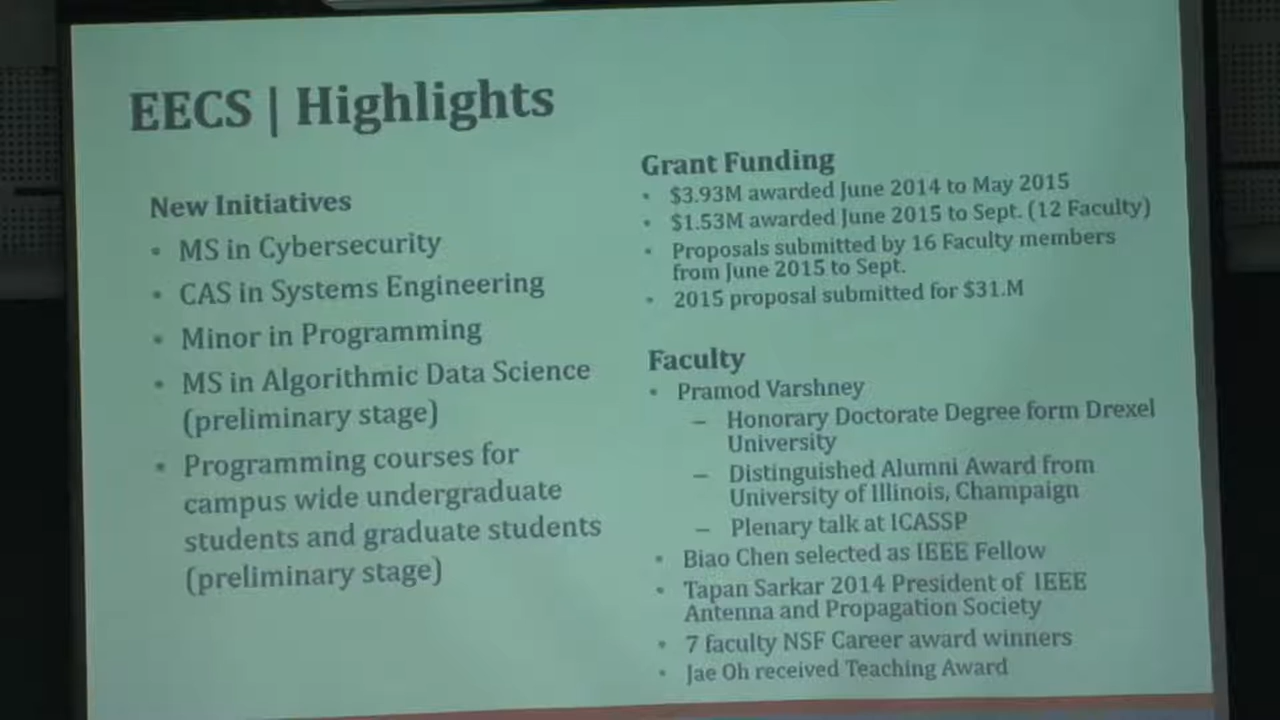 EECS | Highlights
New Initiatives
• MS in Cybersecurity
• CAS in Systems Engineering
• Minor in Programming
• MS in Algorithmic Data Science
(preliminary stage)
• Programming courses for
campus wide undergraduate
students and graduate students
(preliminary stage)
Grant Funding
• $3.93M awarded June 2014 to May 2015
• $1.53M awarded June 2015 to Sept. (12 Faculty)
• Proposals submitted by 16 Faculty members
from June 2015 to Sept.
• 2015 proposal submitted for $31.M
Faculty
• Pramod Varshney
– Honorary Doctorate Degree form Drexel
University
– Distinguished Alumni Award from
University of Illinois, Champaign
– Plenary talk at ICASSP
• Biao Chen selected as IEEE Fellow
• Tapan Sarkar 2014 President of IEEE
Antenna and Propagation Society
• 7 faculty NSF Career award winners
• Jae Oh received Teaching Award